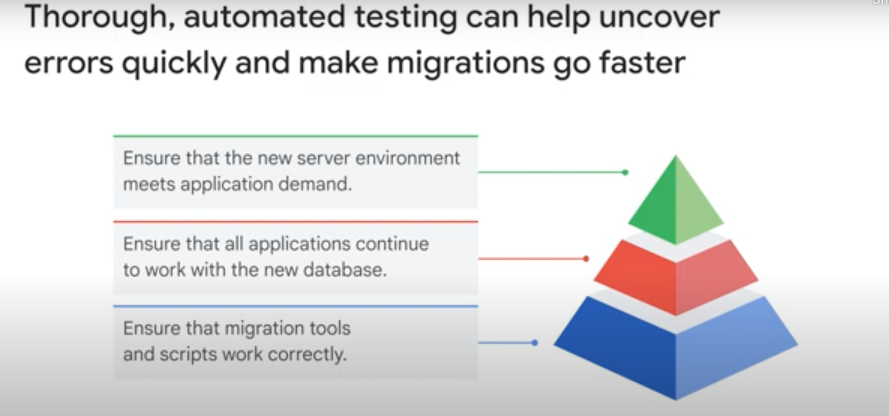 Thorough, automated testing can help uncover
errors quickly and make migrations go faster
Ensure that the new server environment
meets application demand.
Ensure that all applications continue
to work with the new database.
Ensure that migration tools
and scripts work correctly.